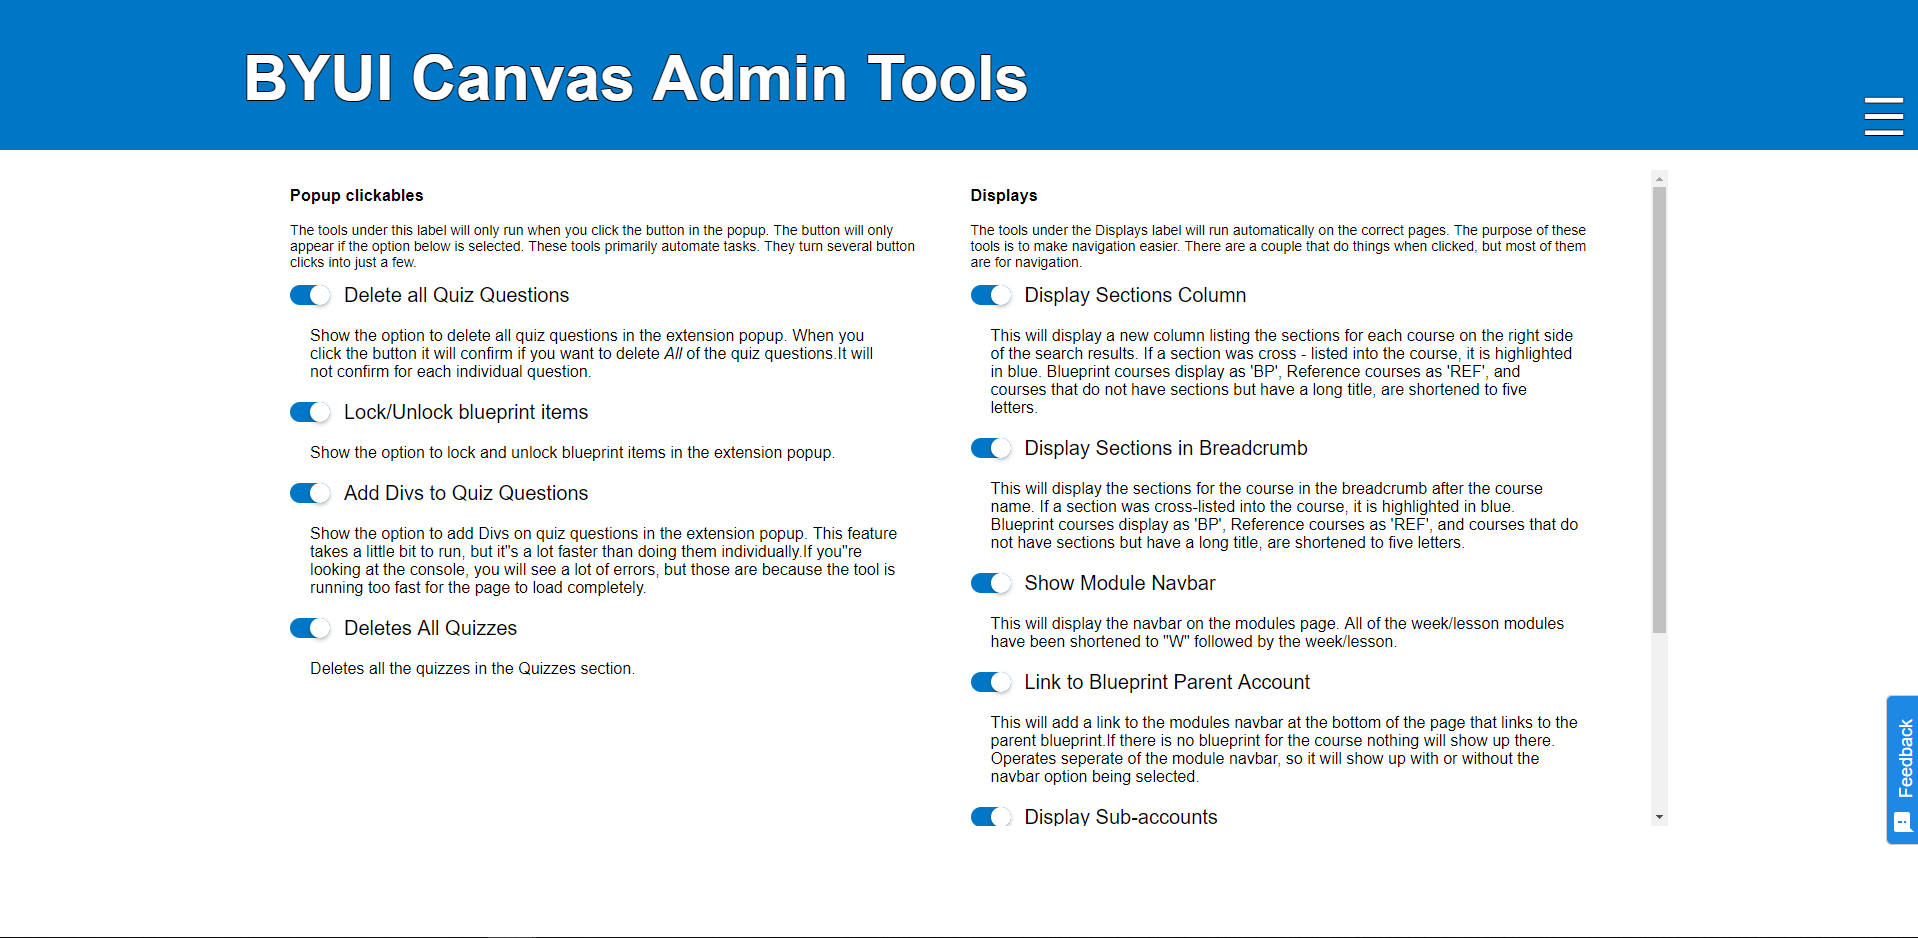 BYUI Canvas Admin Tools
Popup clickables
The tools under this label will only run when you click the button in the popup. The button will only
appear if the option below is selected. These tools primarily automate tasks. They turn several button
clicks into just a few.
Delete all Quiz Questions
Show the option to delete all quiz questions in the extension popup. When you
click the button it will confirm if you want to delete All of the quiz questions.It will
not confirm for each individual question.
Lock/Unlock blueprint items
Show the option to lock and unlock blueprint items in the extension popup.
Add Divs to Quiz Questions
Show the option to add Divs on quiz questions in the extension popup. This feature
takes a little bit to run, but it"s a lot faster than doing them individually.If you"re
looking at the console, you will see a lot of errors, but those are because the tool is
running too fast for the page to load completely.
Deletes All Quizzes
Deletes all the quizzes in the Quizzes section.
Displays
The tools under the Displays label will run automatically on the correct pages. The purpose of these
tools is to make navigation easier. There are a couple that do things when clicked, but most of them
are for navigation.
Display Sections Column
This will display a new column listing the sections for each course on the right side
of the search results. If a section was cross - listed into the course, it is highlighted
in blue. Blueprint courses display as 'BP', Reference courses as 'REF', and
courses that do not have sections but have a long title, are shortened to five
letters.
Display Sections in Breadcrumb
This will display the sections for the course in the breadcrumb after the course
name. If a section was cross-listed into the course, it is highlighted in blue.
Blueprint courses display as 'BP', Reference courses as 'REF', and courses that do
not have sections but have a long title, are shortened to five letters.
Show Module Navbar
This will display the navbar on the modules page. All of the week/lesson modules
have been shortened to "W" followed by the week/lesson.
Link to Blueprint Parent Account
This will add a link to the modules navbar at the bottom of the page that links to the
parent blueprint.If there is no blueprint for the course nothing will show up there.
Operates seperate of the module navbar, so it will show up with or without the
navbar option being selected.
Display Sub-accounts
Feedback